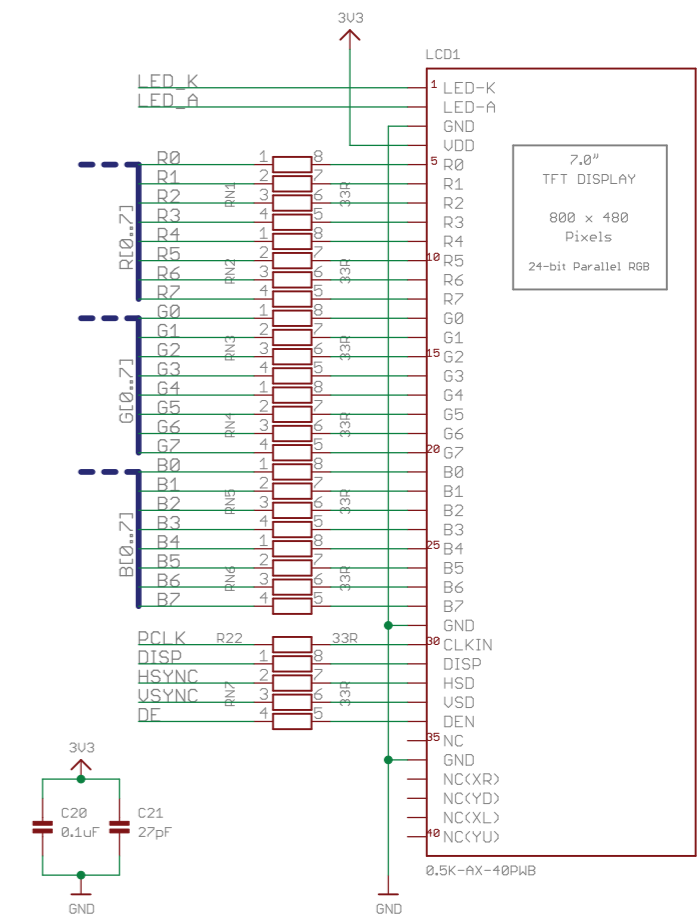 3V3
LCD1
LED_K 1 LED-K
LED_A LED-A
GND
VDD
R0 1 8 5 R0
R1 2 7 R1
R2 3 6 R2
R3 4 5 R3
R4 1 8 R4
R5 2 7 10 R5
R6 3 6 R6
R7 4 5 R7
G0 1 8 G0
G1 2 7 G1
G2 3 6 15 G2
G3 4 5 G3
G4 1 8 G4
G5 2 7 G5
G6 3 6 G6
G7 4 5 20 G7
B0 1 8 B0
B1 2 7 B1
B2 3 6 B2
B3 4 5 B3
B4 1 8 25 B4
B5 2 7 B5
B6 3 6 B6
B7 4 5 B7
GND
PCLK R22 33R 30 CLKIN
DISP 1 8 DISP
HSYNC 2 7 HSD
VSYNC 3 6 VSD
DE 4 5 DEN
35 NC
GND
NC(XR)
NC(YD)
NC(XL)
40 NC(YU)
0.5K-AX-40PWB
R[0..7]
G[0..7]
B[0..7]
RN1 33R
RN2 33R
RN3 33R
RN4 33R
RN5 33R
RN6 33R
RN7 33R
7.0"
TFT DISPLAY
800 x 480
Pixels
24-bit Parallel RGB
3V3
C20 C21
0.1uF 27pF
GND GND